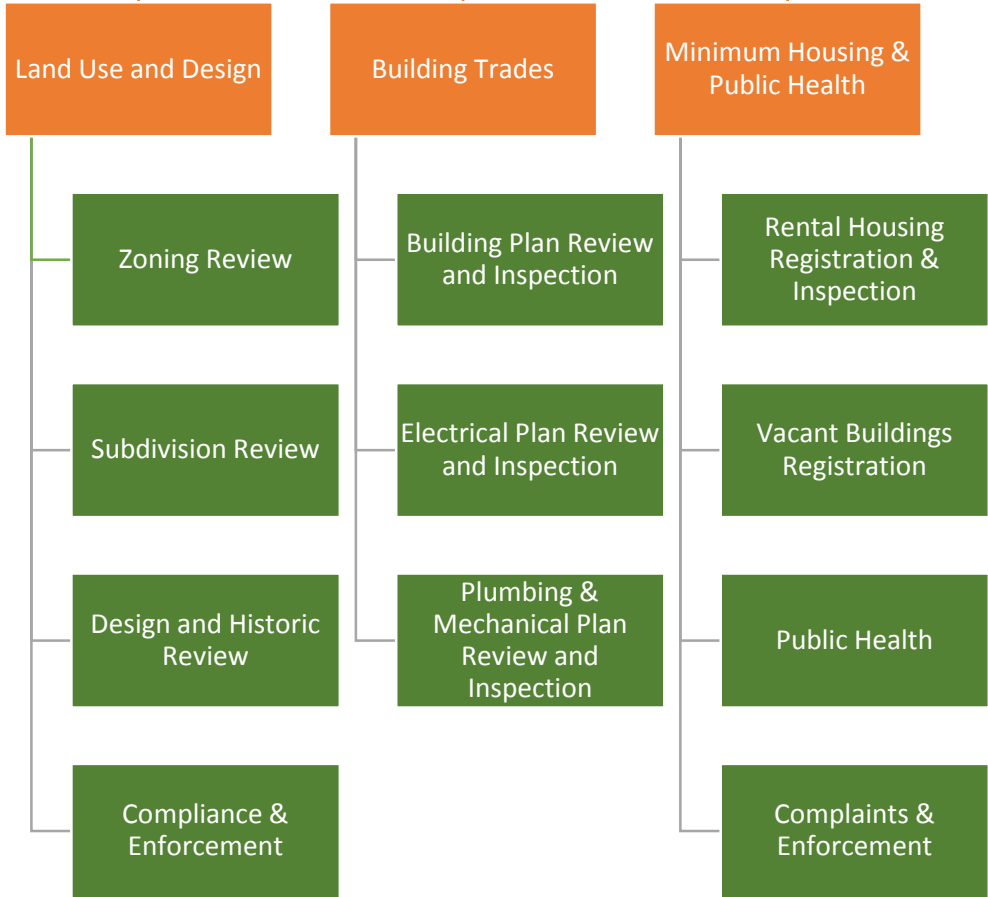 Land Use and Design
Zoning Review
Subdivision Review
Design and Historic
Review
Compliance &
Enforcement
Building Trades
Building Plan Review
and Inspection
Electrical Plan Review
and Inspection
Plumbing &
Mechanical Plan
Review and
Inspection
Minimum Housing &
Public Health
Rental Housing
Registration &
Inspection
Vacant Buildings
Registration
Public Health
Complaints &
Enforcement